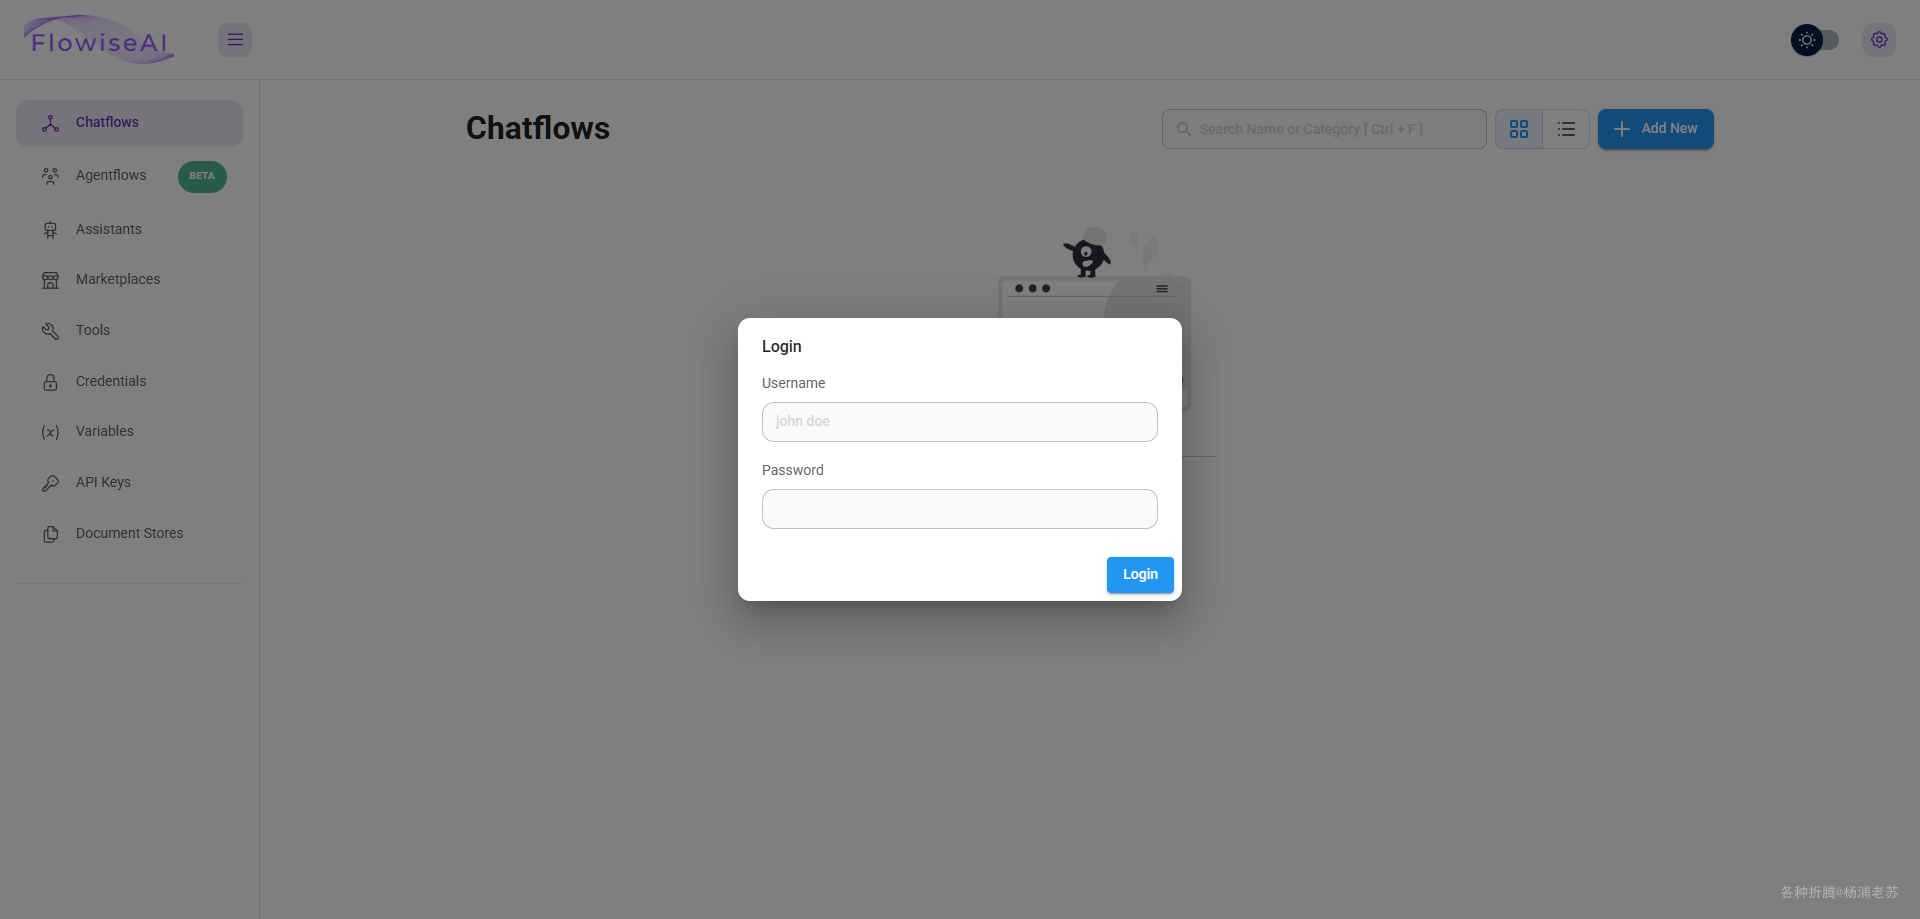 FlowiseAI
Chatflows
Agentflows BETA
Assistants
Marketplaces
Tools
Credentials
Variables
API Keys
Document Stores
Chatflows
Search Name or Category [ Ctrl + F ]
Add New
Login
Username
john doe
Password
Login
各种折腾@杨浦老苏